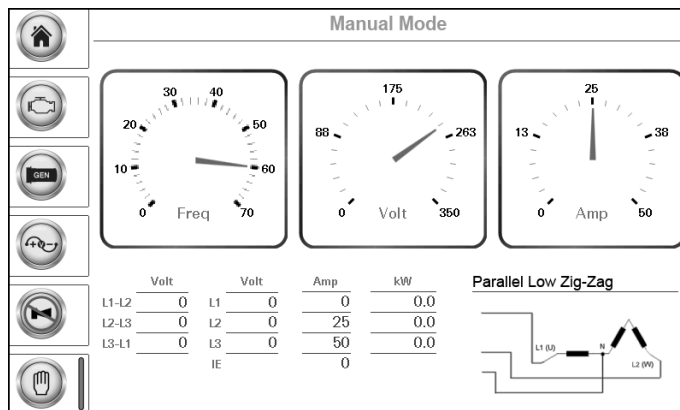 Manual Mode
GEN
+V-
0 10 20 30 40 50 60 70
Freq
0 88 175 263 350
Volt
0 13 25 38 50
Amp
Volt Volt Amp kW
L1-L2 0 L1 0 0 0.0
L2-L3 0 L2 0 25 0.0
L3-L1 0 L3 0 50 0.0
IE 0
Parallel Low Zig-Zag
L1 (U) N L2 (W)